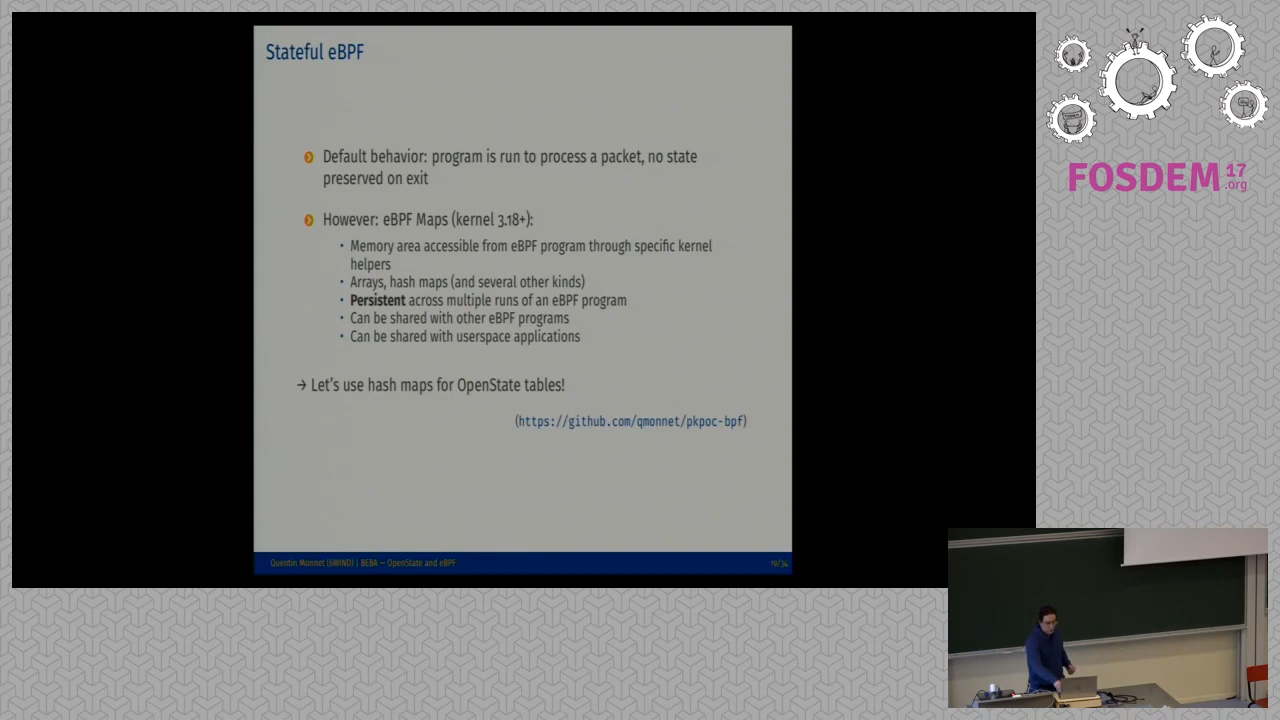 Stateful eBPF
Default behavior: program is run to process a packet, no state
preserved on exit
However: eBPF Maps (kernel 3.18+):
• Memory area accessible from eBPF program through specific kernel
helpers
• Arrays, hash maps (and several other kinds)
• Persistent across multiple runs of an eBPF program
• Can be shared with other eBPF programs
• Can be shared with userspace applications
→ Let's use hash maps for OpenState tables!
(https://github.com/qmonnet/pkpoc-bpf)
Quentin Monnet (6WIND) | BEBA – OpenState and eBPF
19/34
FOSDEM 17
.org